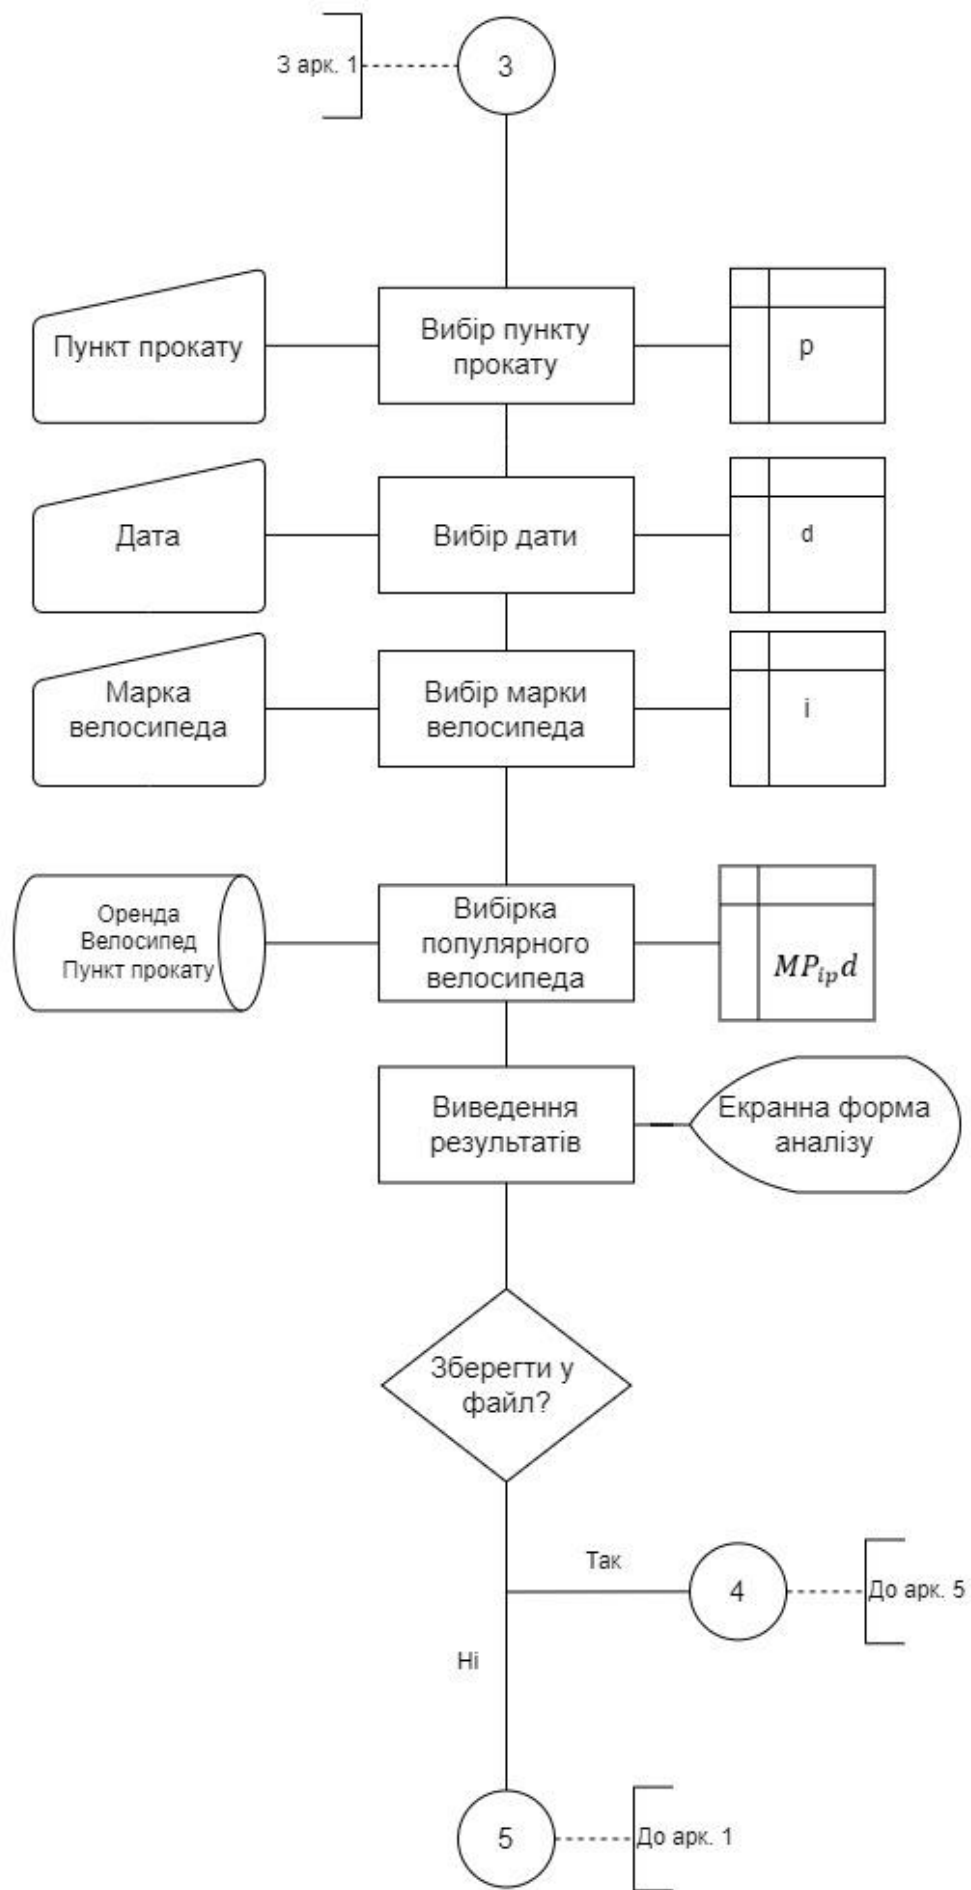 З арк. 1
3
Пункт прокату
Вибір пункту
прокату
p
Дата
Вибір дати
d
Марка
велосипеда
Вибір марки
велосипеда
i
Оренда
Велосипед
Пункт прокату
Вибірка
популярного
велосипеда
MP_{ip}d
Виведення
результатів
Екранна форма
аналізу
Зберегти у
файл?
Так
4
До арк. 5
Ні
5
До арк. 1